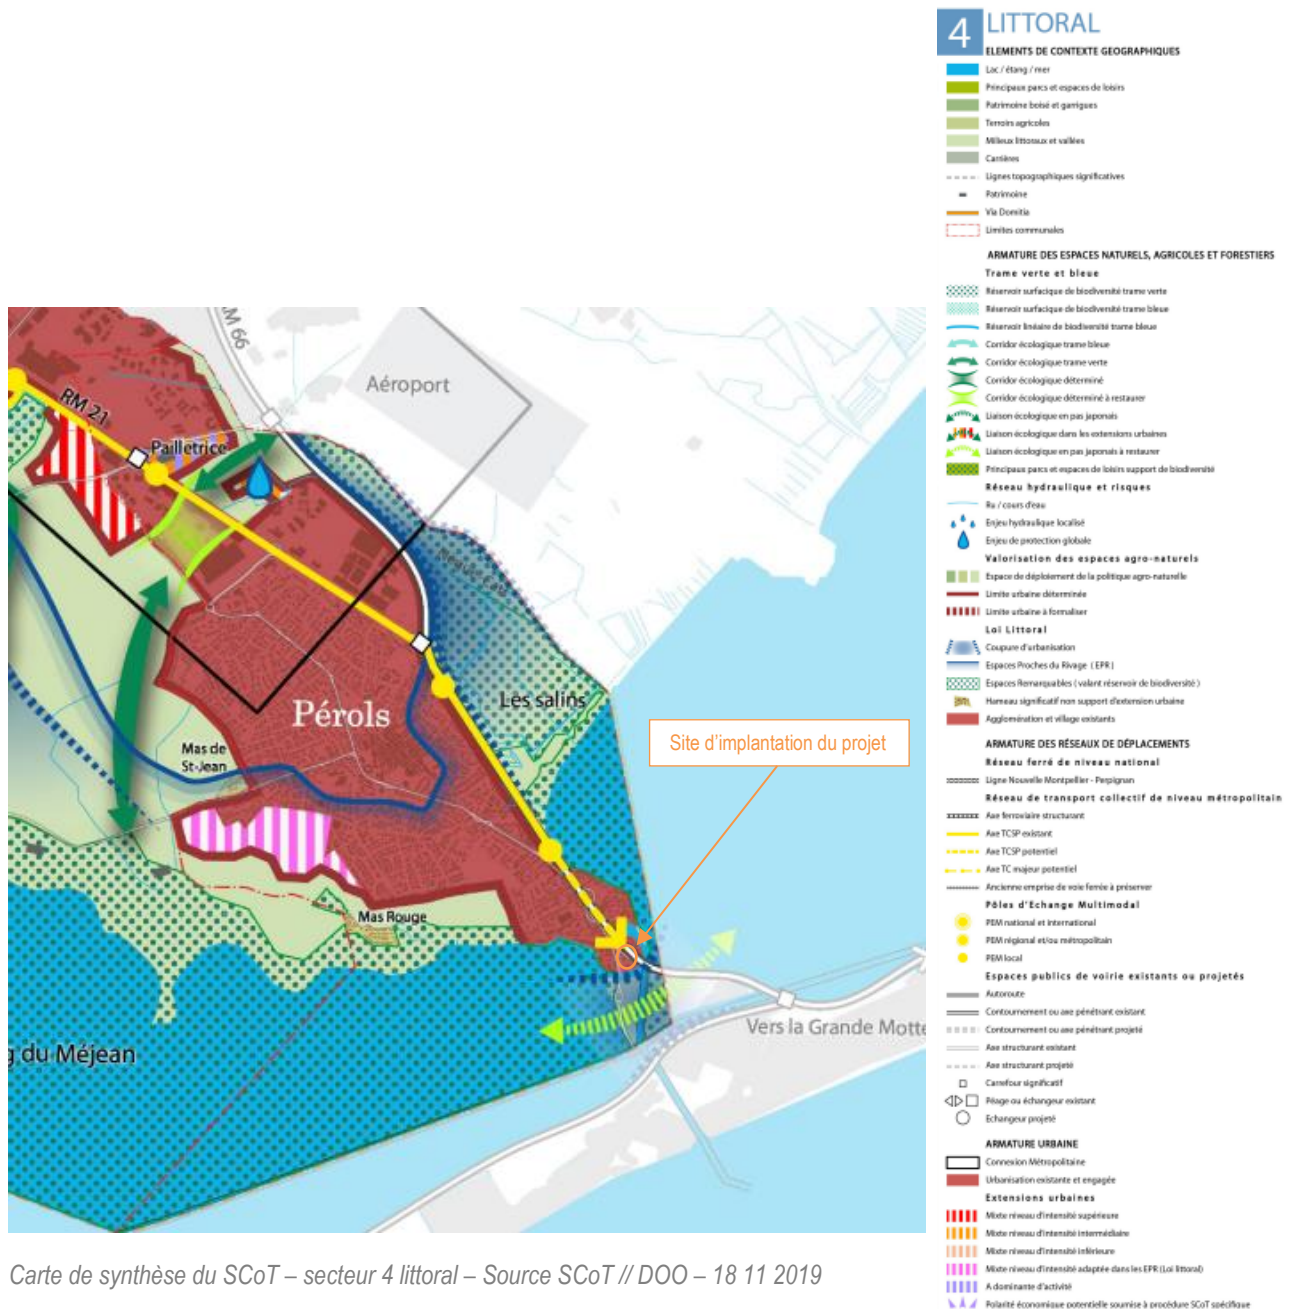 4 LITTORAL
ELEMENTS DE CONTEXTE GEOGRAPHIQUES
Lac / étang / mer
Principaux parcs et espaces de loisirs
Patrimoine boisé et garrigues
Terroirs agricoles
Milieux littoraux et vallées
Carrières
Lignes topographiques significatives
Patrimoine
Via Domitia
Limites communales
ARMATURE DES ESPACES NATURELS, AGRICOLES ET FORESTIERS
Trame verte et bleue
Réservoir surfacique de biodiversité trame verte
Réservoir surfacique de biodiversité trame bleue
Réservoir linéaire de biodiversité trame bleue
Corridor écologique trame bleue
Corridor écologique trame verte
Corridor écologique déterminé
Corridor écologique déterminé à restaurer
Liaison écologique en pas japonais
Liaison écologique dans les extensions urbaines
Liaison écologique en pas japonais à restaurer
Principaux parcs et espaces de loisirs support de biodiversité
Réseau hydraulique et risques
Ru / cours d'eau
Enjeu hydraulique localisé
Enjeu de protection globale
Valorisation des espaces agro-naturels
Espace de déploiement de la politique agro-naturelle
Limite urbaine déterminée
Limite urbaine à formaliser
Loi Littoral
Coupure d'urbanisation
Espaces Proches du Rivage ( EPR )
Espaces Remarquables ( valant réservoir de biodiversité )
Hameau significatif non support d'extension urbaine
Agglomération et village existants
ARMATURE DES RÉSEAUX DE DÉPLACEMENTS
Réseau ferré de niveau national
Ligne Nouvelle Montpellier - Perpignan
Réseau de transport collectif de niveau métropolitain
Axe ferroviaire structurant
Axe TCSP existant
Axe TCSP potentiel
Axe TC majeur potentiel
Ancienne emprise de voie ferrée à préserver
Pôles d'Echange Multimodal
PEM national et international
PEM régional et/ou métropolitain
PEM local
Espaces publics de voirie existants ou projetés
Autoroute
Contournement ou axe pénétrant existant
Contournement ou axe pénétrant projeté
Axe structurant existant
Axe structurant projeté
Carrefour significatif
Péage ou échangeur existant
Echangeur projeté
ARMATURE URBAINE
Connexion Métropolitaine
Urbanisation existante et engagée
Extensions urbaines
Mixte niveau d'intensité supérieure
Mixte niveau d'intensité intermédiaire
Mixte niveau d'intensité inférieure
Mixte niveau d'intensité adaptée dans les EPR (Loi littoral)
A dominante d'activité
Polarité économique potentielle soumise à procédure SCoT spécifique
M 66
Aéroport
RM 21
Pailletrice
Les salins
Pérols
Site d'implantation du projet
Mas de
St-Jean
Mas Rouge
Vers la Grande Motte
du Méjean
Carte de synthèse du SCoT – secteur 4 littoral – Source SCoT // DOO – 18 11 2019